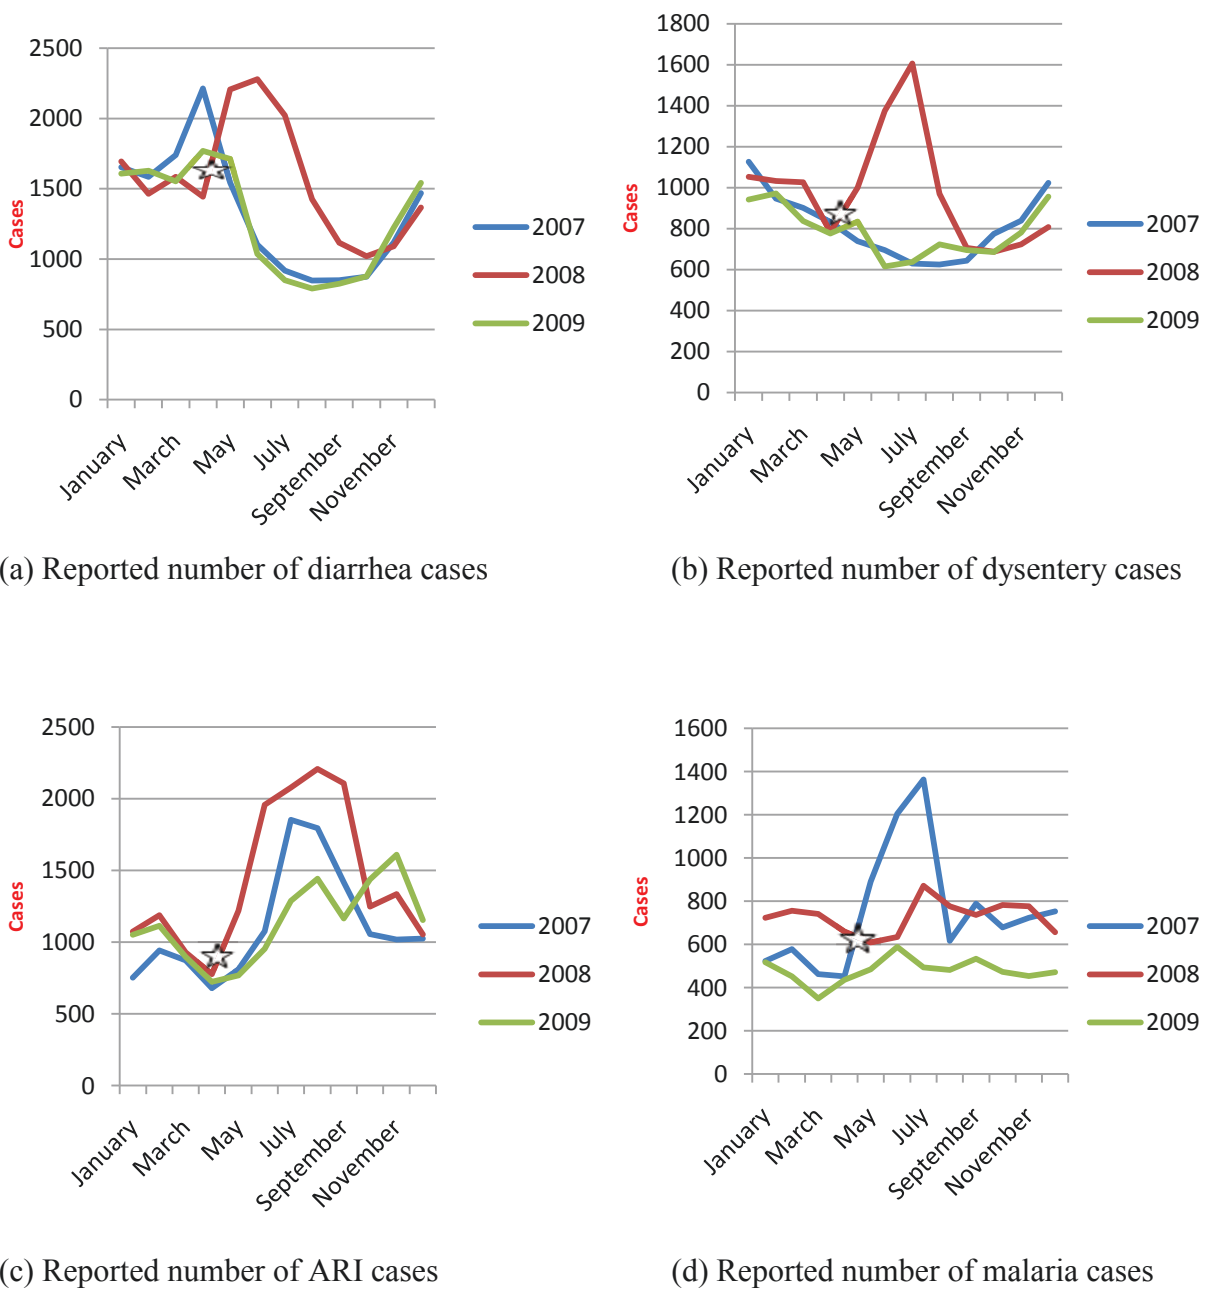 2500
2000
1500
1000
500
0
Cases
January
March
May
July
September
November
2007
2008
2009
(a) Reported number of diarrhea cases
1800
1600
1400
1200
1000
800
600
400
200
0
Cases
January
March
May
July
September
November
2007
2008
2009
(b) Reported number of dysentery cases
2500
2000
1500
1000
500
0
Cases
January
March
May
July
September
November
2007
2008
2009
(c) Reported number of ARI cases
1600
1400
1200
1000
800
600
400
200
0
Cases
January
March
May
July
September
November
2007
2008
2009
(d) Reported number of malaria cases